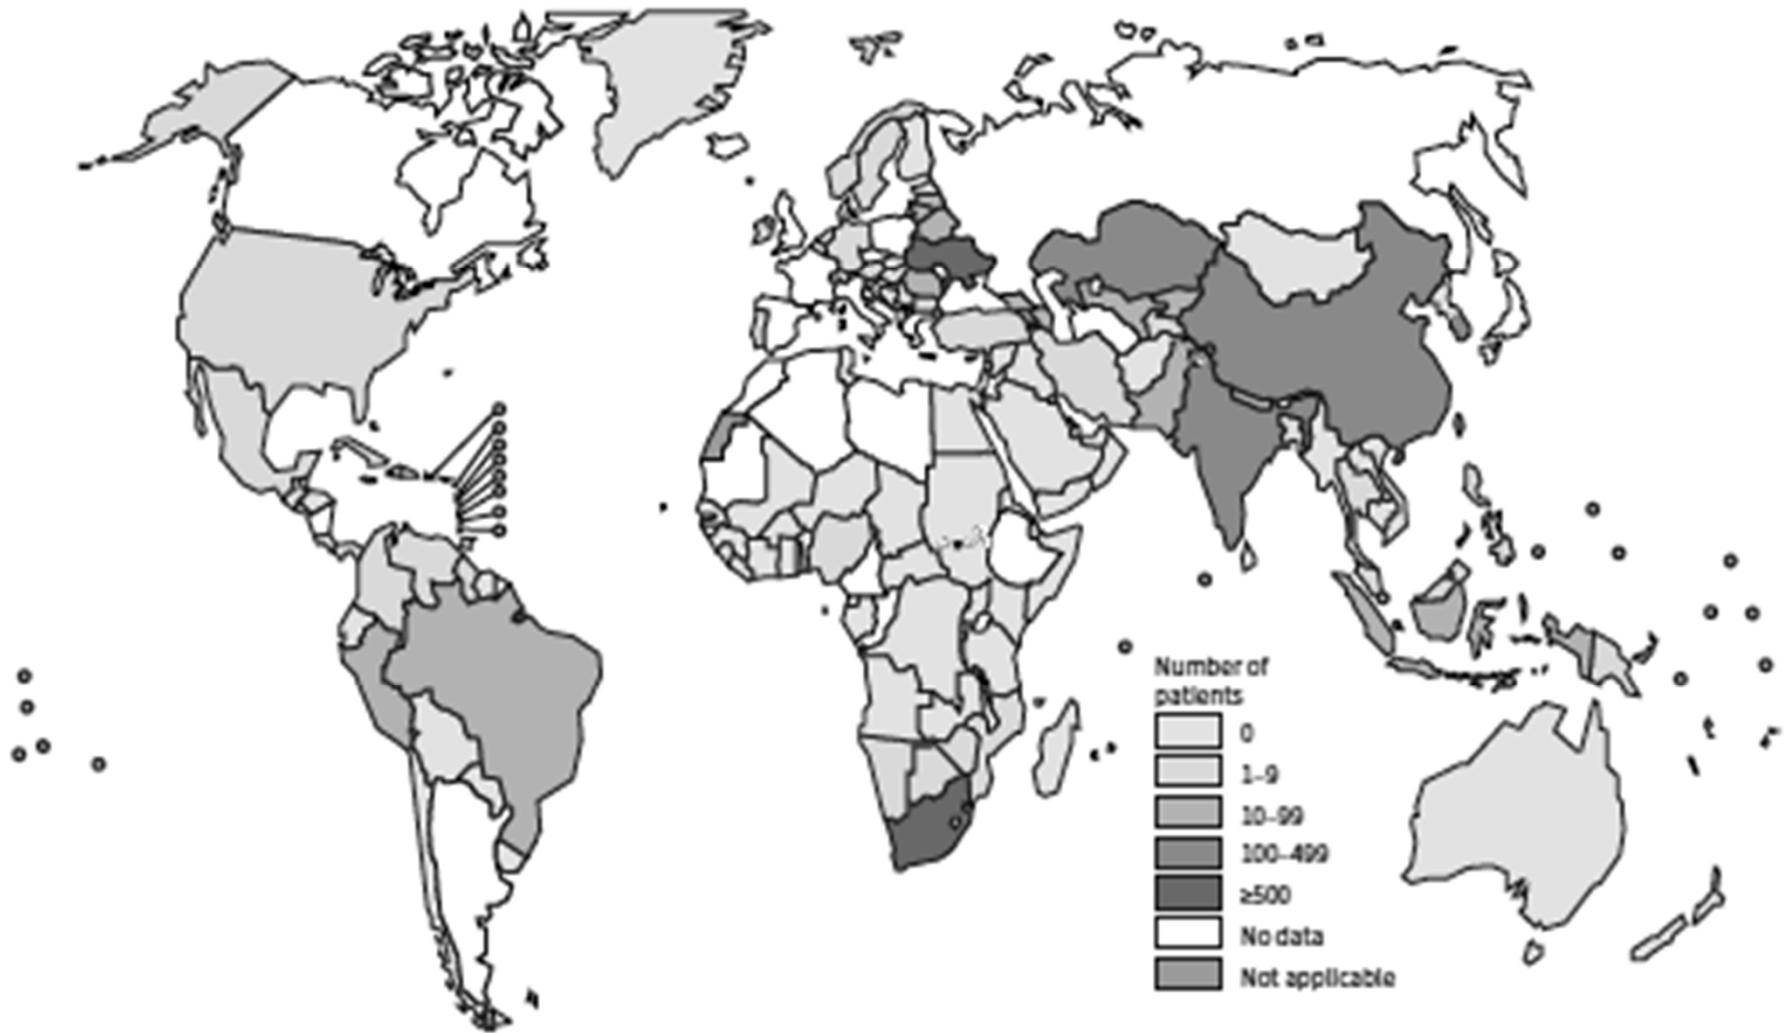 Number of
patients
0
1–9
10–99
100–499
≥500
No data
Not applicable